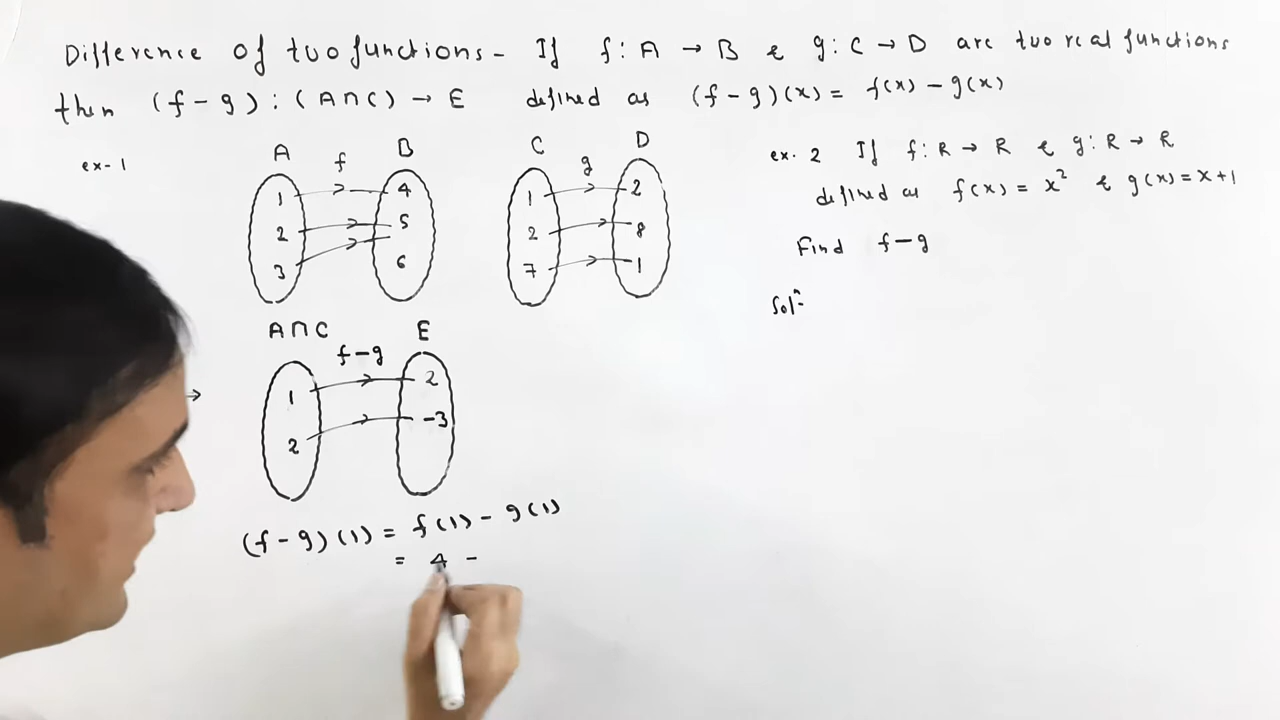 Difference of two functions - If f : A → B & g : C → D are two real functions
then (f - g) : (A∩C) → E defined as (f - g)(x) = f(x) - g(x)
ex- 1
A f B
1 4
2 5
3 6
C g D
1 2
2 8
7 1
A∩C f-g E
1 2
2 -3
(f - g)(1) = f(1) - g(1)
= 4 -
ex. 2 If f : R → R & g : R → R
defined as f(x) = x² & g(x) = x+1
Find f-g
Solⁿ-